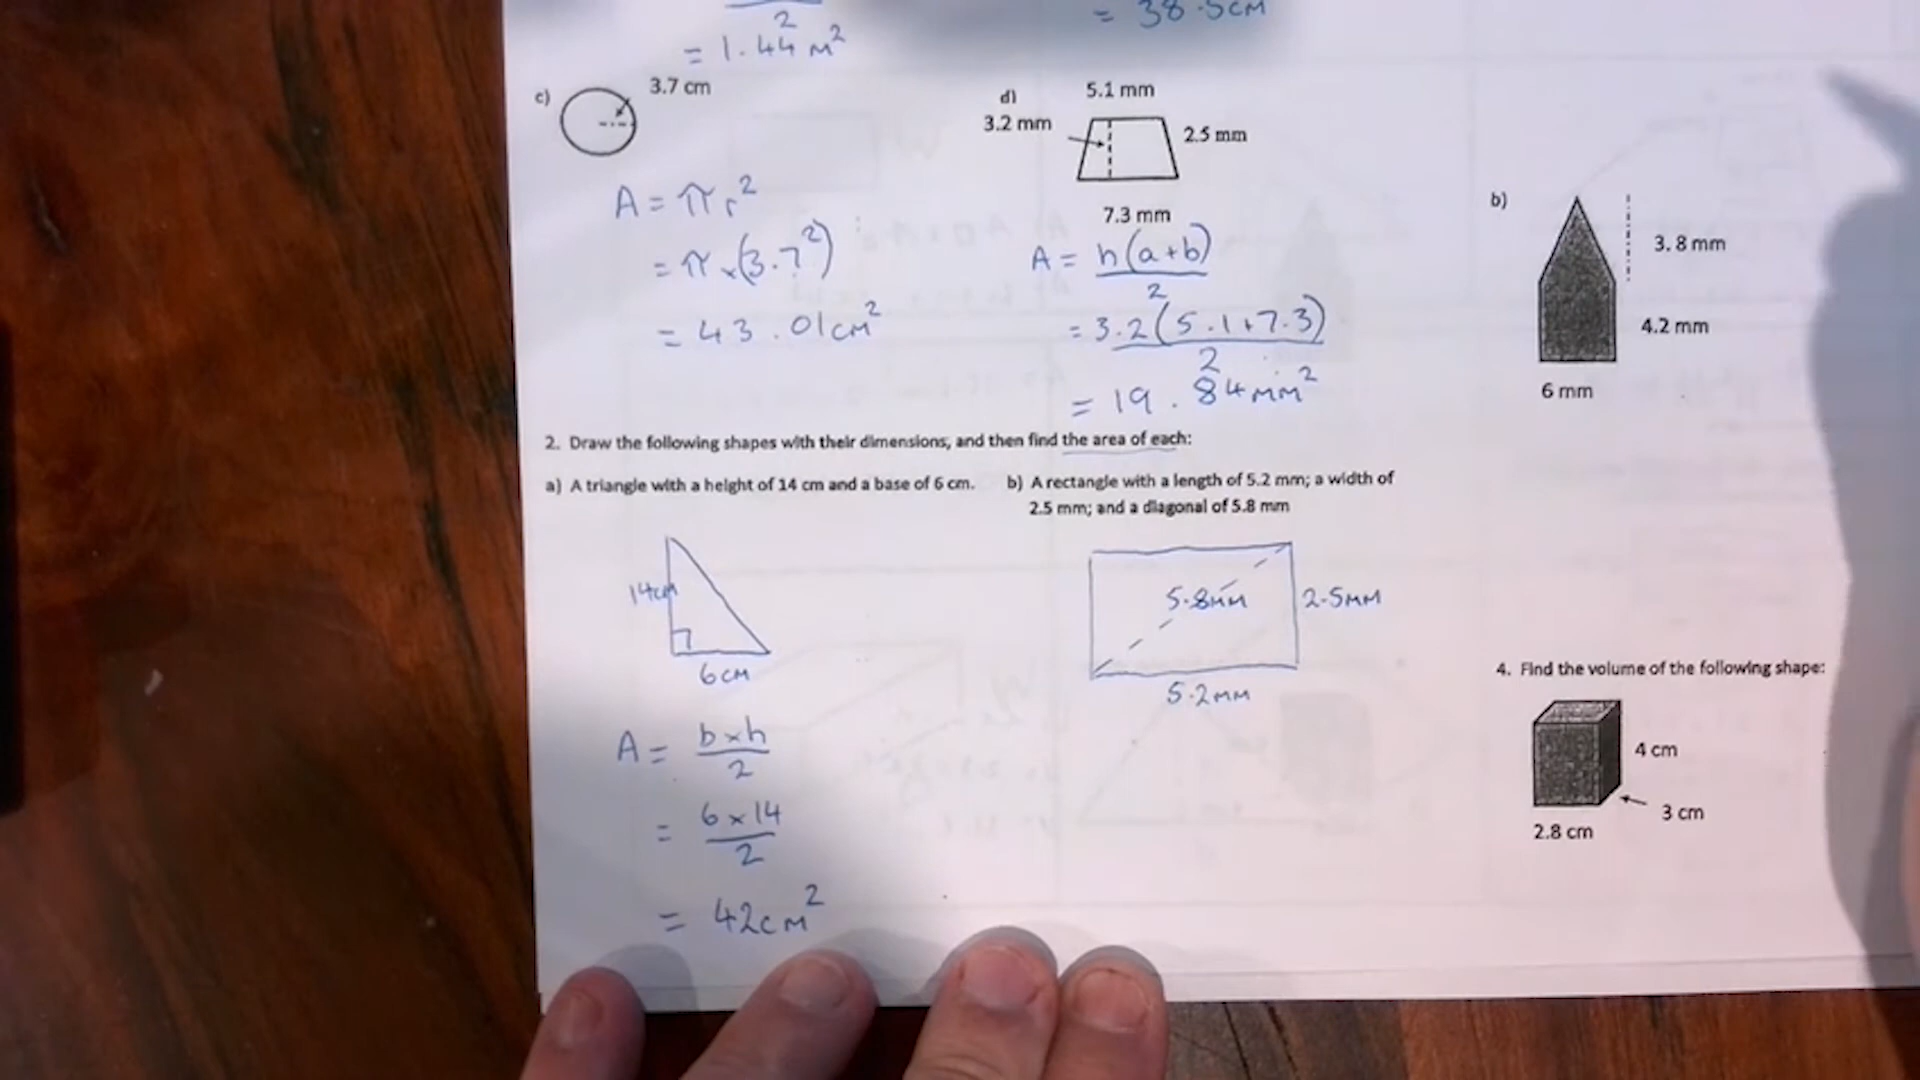 2
= 1.44 m²
= 38.5cm
c)
3.7 cm
A = πr²
= π×(3.7²)
= 43.01cm²
d)
5.1 mm
3.2 mm
2.5 mm
7.3 mm
A = h(a+b)
2
= 3.2(5.1+7.3)
2
= 19.84mm²
2. Draw the following shapes with their dimensions, and then find the area of each:
a) A triangle with a height of 14 cm and a base of 6 cm.
14cm
6cm
A = b×h
2
= 6×14
2
= 42cm²
b) A rectangle with a length of 5.2 mm; a width of
2.5 mm; and a diagonal of 5.8 mm
5.8mm
2.5mm
5.2mm
b)
3.8 mm
4.2 mm
6 mm
4. Find the volume of the following shape:
4 cm
3 cm
2.8 cm